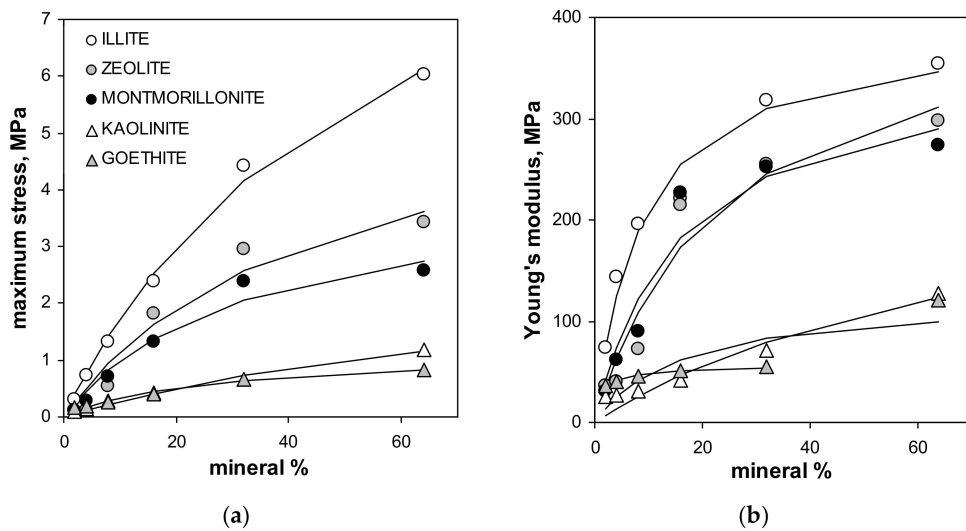 maximum stress, MPa
7
6
5
4
3
2
1
0
ILLITE
ZEOLITE
MONTMORILLONITE
KAOLINITE
GOETHITE
0 20 40 60
mineral %
(a)
Young's modulus, MPa
400
300
200
100
0
0 20 40 60
mineral %
(b)